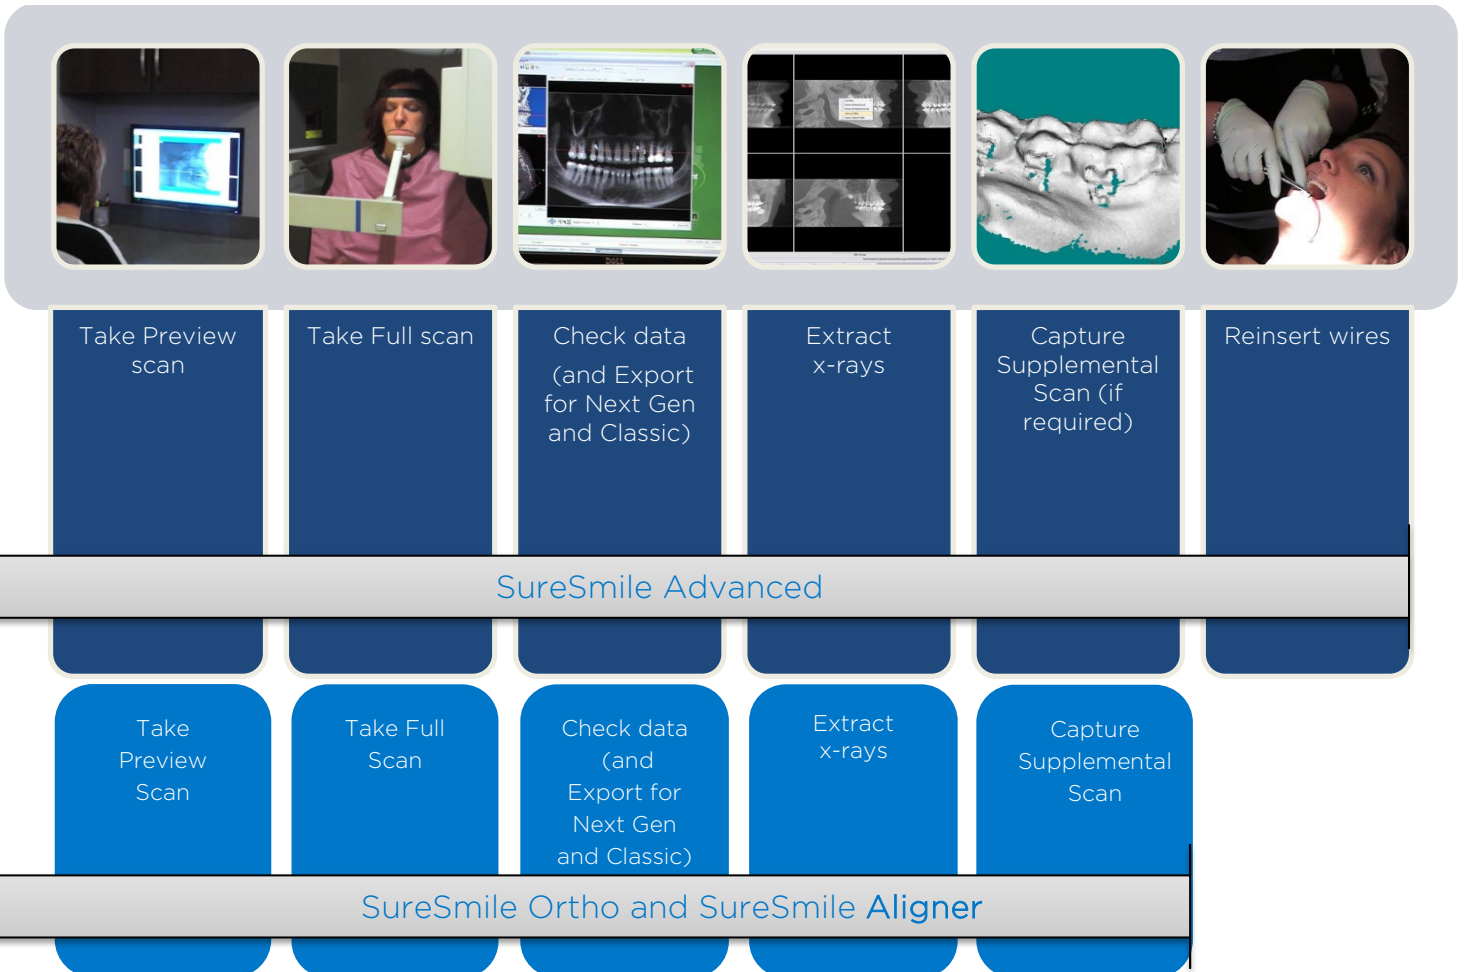 Take Preview
scan
Take Full scan
Check data
(and Export
for Next Gen
and Classic)
Extract
x-rays
Capture
Supplemental
Scan (if
required)
Reinsert wires
SureSmile Advanced
Take
Preview
Scan
Take Full
Scan
Check data
(and
Export for
Next Gen
and Classic)
Extract
x-rays
Capture
Supplemental
Scan
SureSmile Ortho and SureSmile Aligner